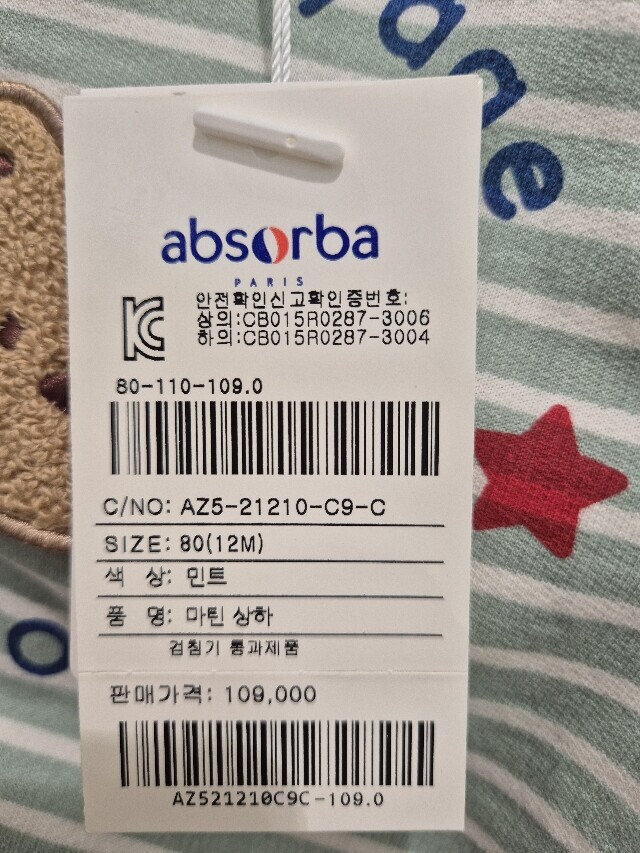 absorba
PARIS
안전확인신고확인증번호:
상의:CB015R0287-3006
하의:CB015R0287-3004
80-110-109.0
C/NO: AZ5-21210-C9-C
SIZE: 80(12M)
색 상: 민트
품 명: 마틴 상하
검침기 통과제품
판매가격: 109,000
AZ521210C9C-109.0